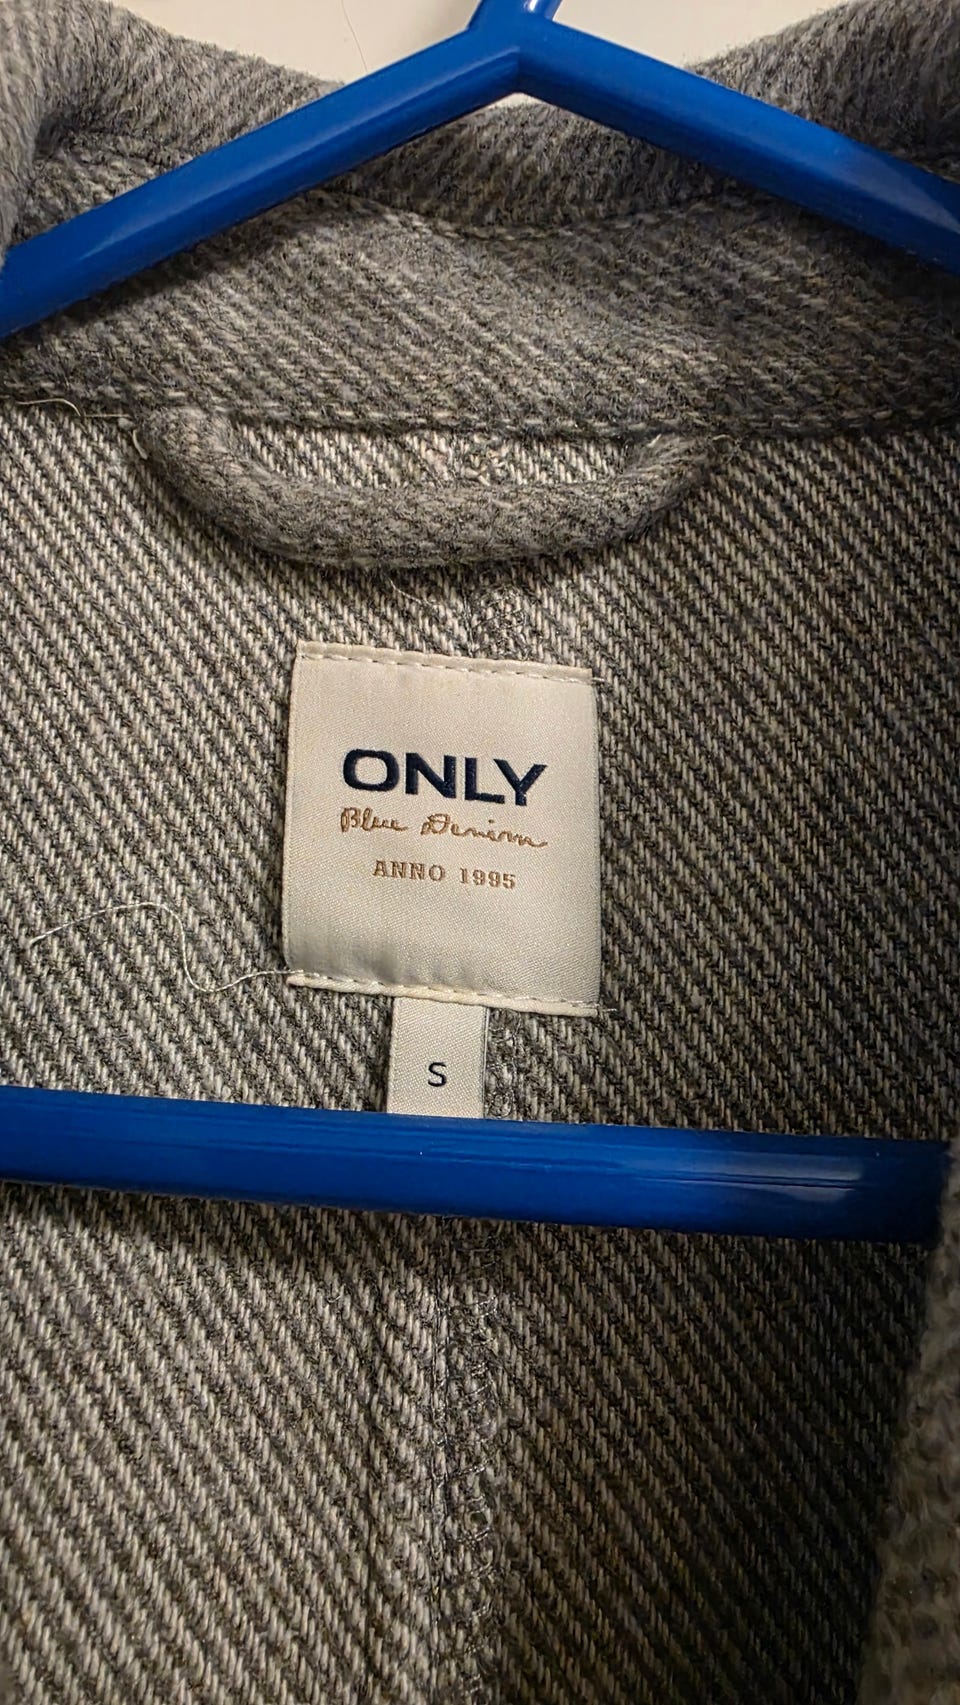 ONLY
Blue Denim
ANNO 1995
S